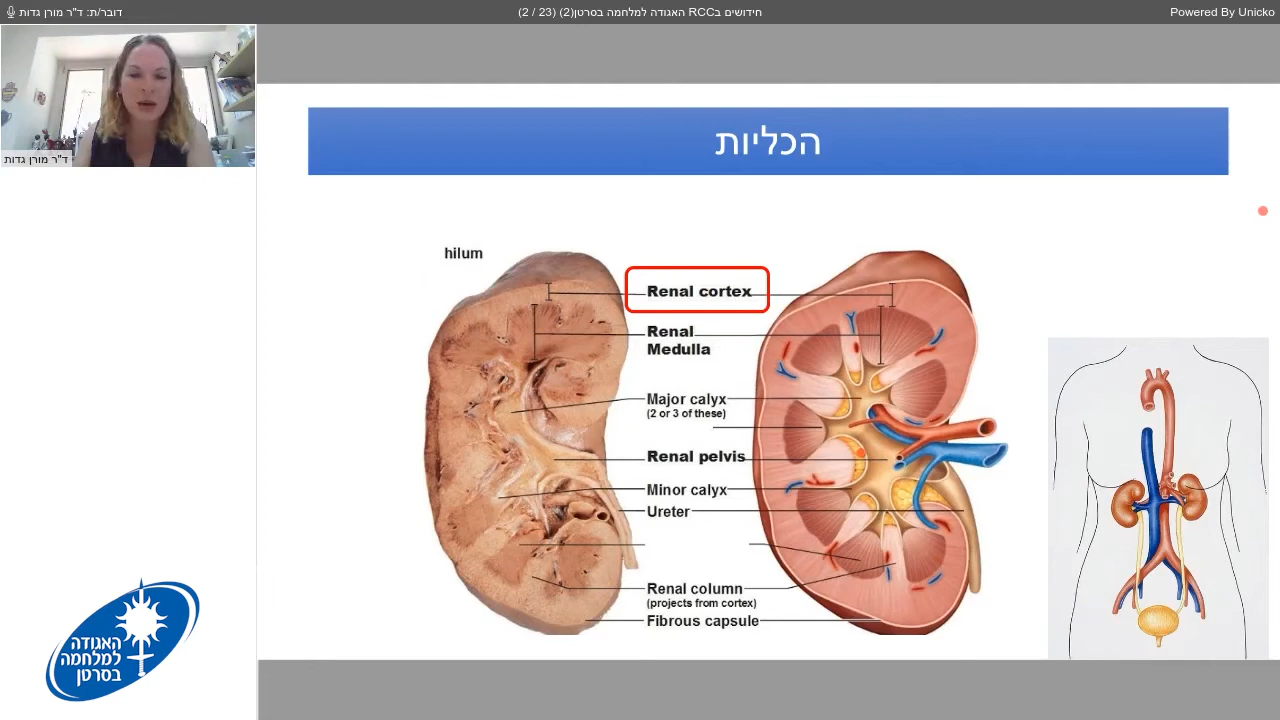 דובר/ת: ד"ר מורן גדות
חידושים בRCC האגודה למלחמה בסרטן(2) (23 / 2)
Powered By Unicko
ד"ר מורן גדות
הכליות
hilum
Renal cortex
Renal
Medulla
Major calyx
(2 or 3 of these)
Renal pelvis
Minor calyx
Ureter
Renal column
(projects from cortex)
Fibrous capsule
האגודה
למלחמה
בסרטן